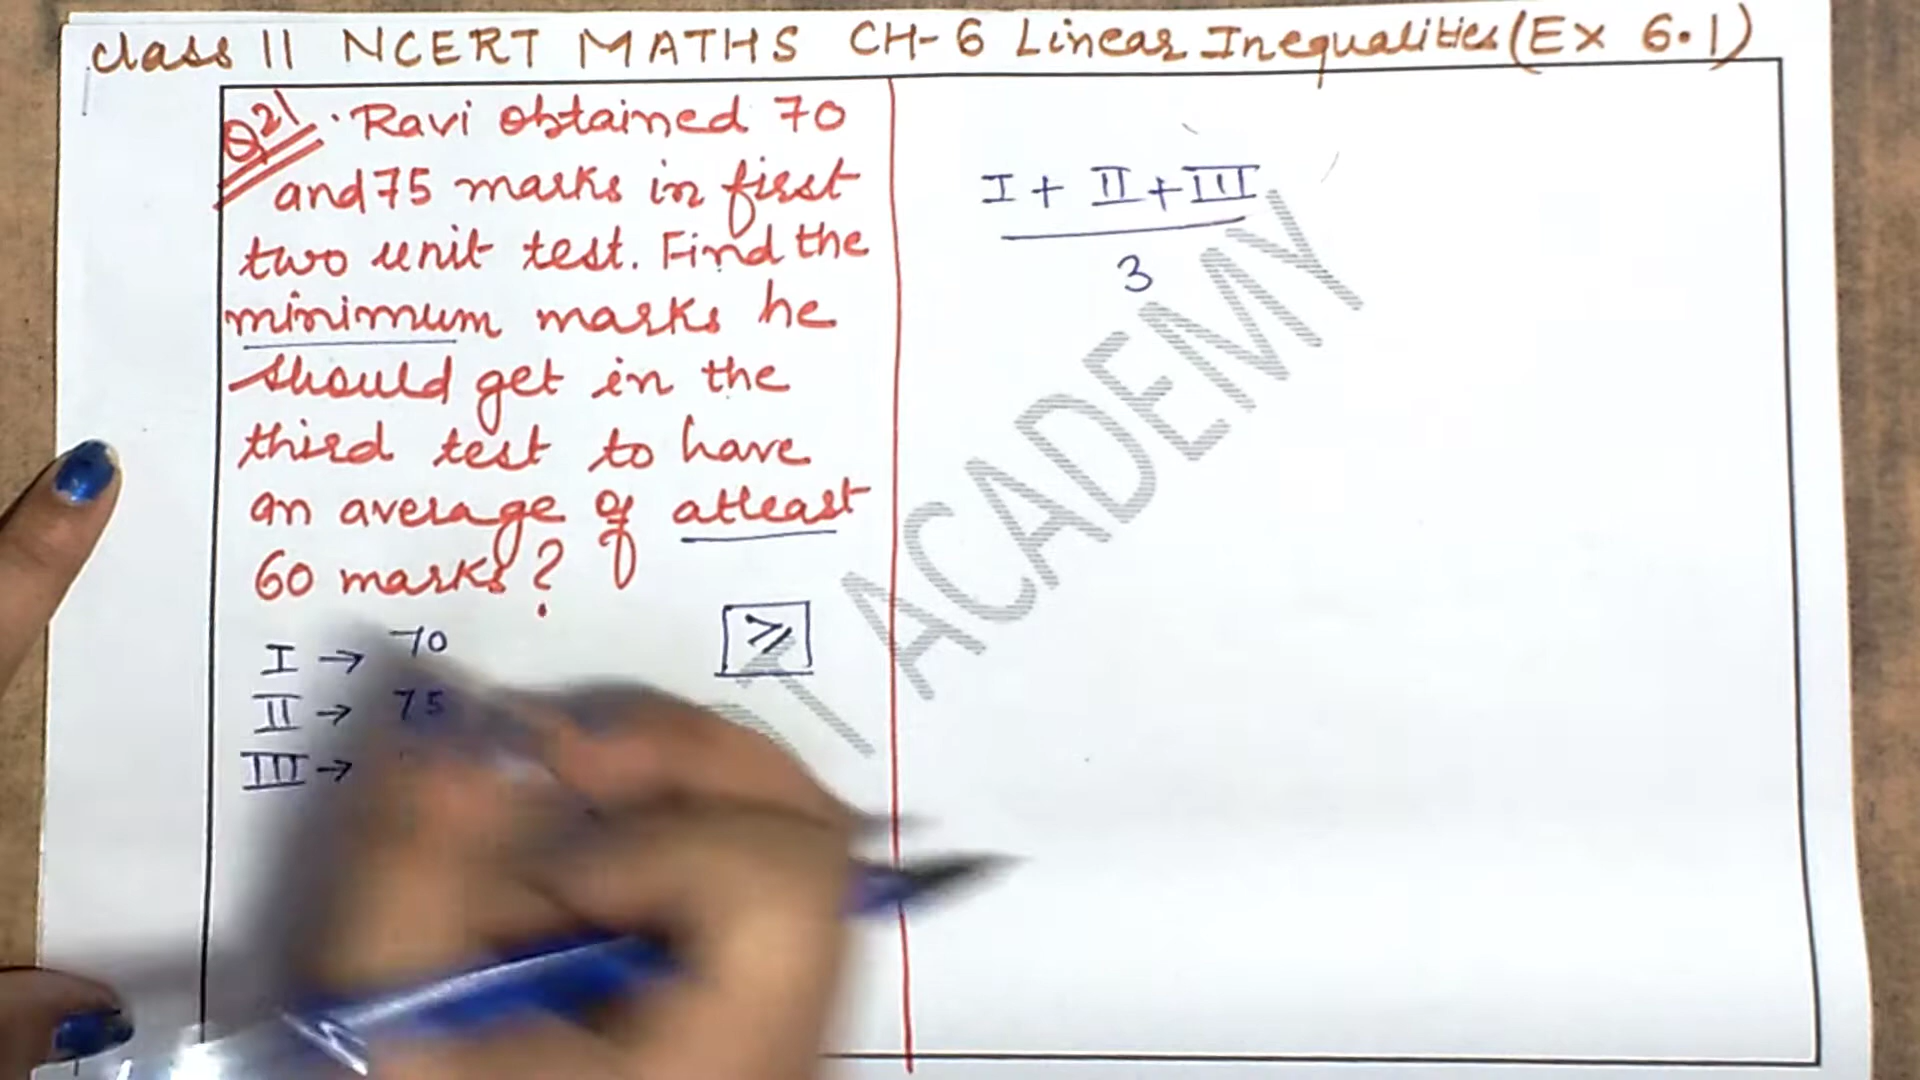 Class 11 NCERT MATHS CH-6 Linear Inequalities (Ex 6.1)
Q21. Ravi obtained 70
and 75 marks in first
two unit test. Find the
minimum marks he
should get in the
third test to have
an average of atleast
60 marks?
I → 70
II → 75
III →
≥
I + II + III
3
ACADEMY